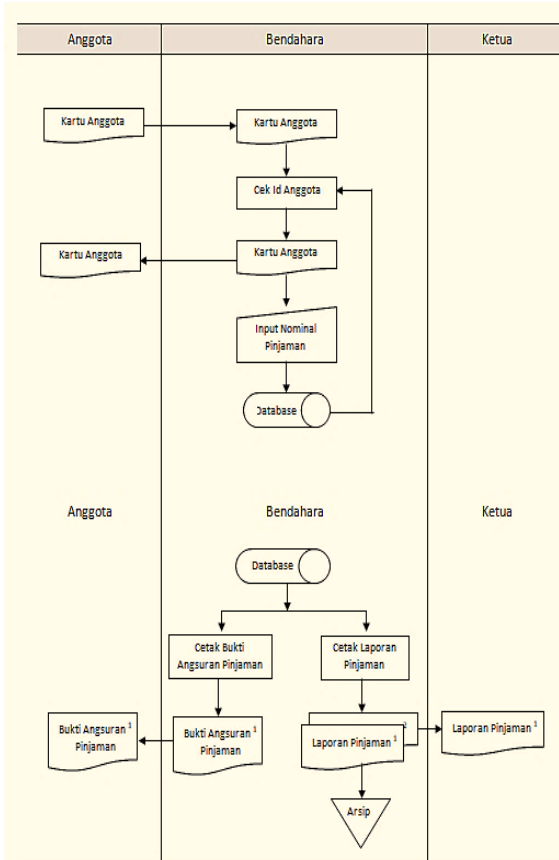 Anggota Bendahara Ketua
Kartu Anggota Kartu Anggota
Cek Id Anggota
Kartu Anggota Kartu Anggota
Input Nominal
Pinjaman
Database
Anggota Bendahara Ketua
Database
Cetak Bukti
Angsuran Pinjaman
Cetak Laporan
Pinjaman
Bukti Angsuran 1
Pinjaman
Bukti Angsuran 1
Pinjaman
2
Laporan Pinjaman 1
Laporan Pinjaman 1
Arsip